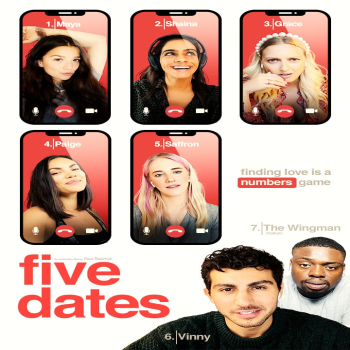 1.|Maya
2.|Shaina
3.|Grace
4.|Paige
5.|Saffron
finding love is a
numbers game
7.|The Wingman
five
dates
6.|Vinny